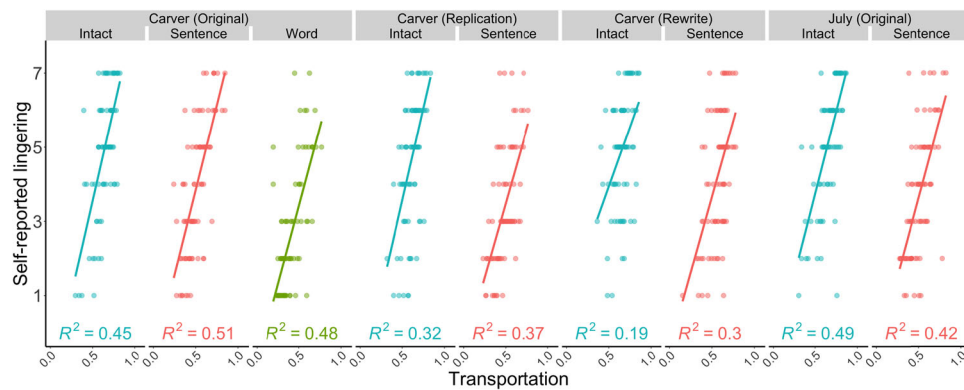 Carver (Original) Carver (Replication) Carver (Rewrite) July (Original)
Intact Sentence Word Intact Sentence Intact Sentence Intact Sentence
Self-reported lingering
7
5
3
1
R² = 0.45 R² = 0.51 R² = 0.48 R² = 0.32 R² = 0.37 R² = 0.19 R² = 0.3 R² = 0.49 R² = 0.42
0.0 0.5 1.0 0.0 0.5 1.0 0.0 0.5 1.0 0.0 0.5 1.0 0.0 0.5 1.0 0.0 0.5 1.0 0.0 0.5 1.0 0.0 0.5 1.0 0.0 0.5 1.0
Transportation